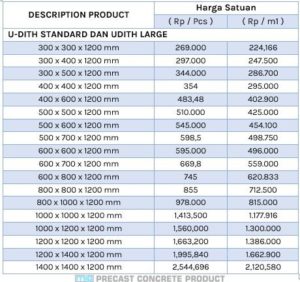 DESCRIPTION PRODUCT Harga Satuan
( Rp / Pcs ) ( Rp / m1 )
U-DITH STANDARD DAN UDITH LARGE
300 x 300 x 1200 mm 269.000 224,166
300 x 400 x 1200 mm 297.000 247.500
300 x 500 x 1200 mm 344.000 286.700
400 x 400 x 1200 mm 354 295.000
400 x 600 x 1200 mm 483,48 402.900
500 x 500 x 1200 mm 510.000 425.000
500 x 600 x 1200 mm 545.000 454.100
500 x 700 x 1200 mm 598,5 498.750
600 x 600 x 1200 mm 595.000 496.000
600 x 700 x 1200 mm 669,8 559.000
600 x 800 x 1200 mm 745 620.833
800 x 800 x 1200 mm 855 712.500
800 x 1000 x 1200 mm 978.000 815.000
1000 x 1000 x 1200 mm 1,413,500 1.177.916
1000 x 1200 x 1200 mm 1,560,000 1.300.000
1200 x 1200 x 1200 mm 1,663,200 1.386.000
1200 x 1400 x 1200 mm 1,995,840 1.662.900
1400 x 1400 x 1200 mm 2,544,696 2,120,580
PRECAST CONCRETE PRODUCT